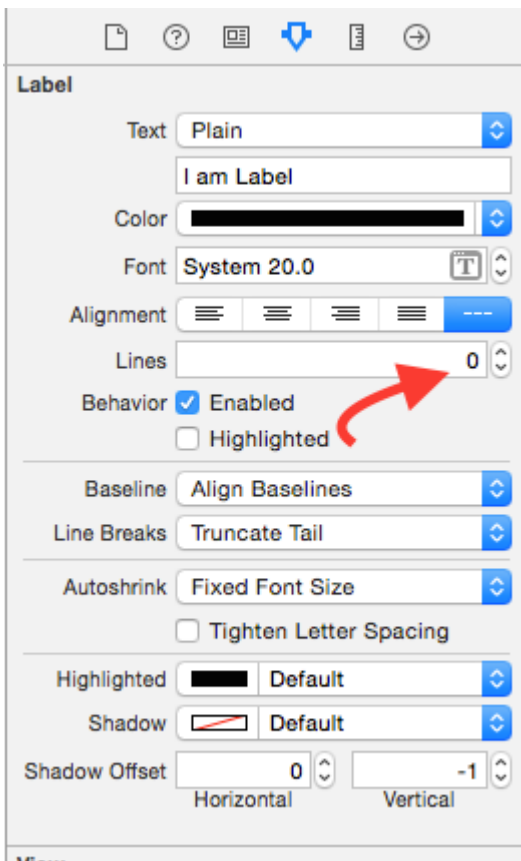 Label
Text Plain
I am Label
Color
Font System 20.0 T
Alignment ---
Lines 0
Behavior Enabled
Highlighted
Baseline Align Baselines
Line Breaks Truncate Tail
Autoshrink Fixed Font Size
Tighten Letter Spacing
Highlighted Default
Shadow Default
Shadow Offset 0 -1
Horizontal Vertical